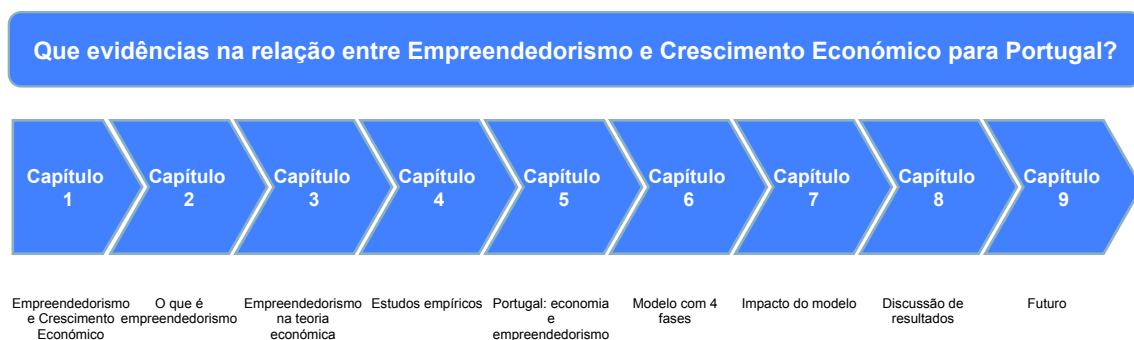 Que evidências na relação entre Empreendedorismo e Crescimento Económico para Portugal?
Capítulo
1
Capítulo
2
Capítulo
3
Capítulo
4
Capítulo
5
Capítulo
6
Capítulo
7
Capítulo
8
Capítulo
9
Empreendedorismo
e Crescimento
Económico
O que é
empreendedorismo
Empreendedorismo
na teoria
económica
Estudos empíricos
Portugal: economia
e
empreendedorismo
Modelo com 4
fases
Impacto do modelo
Discussão de
resultados
Futuro